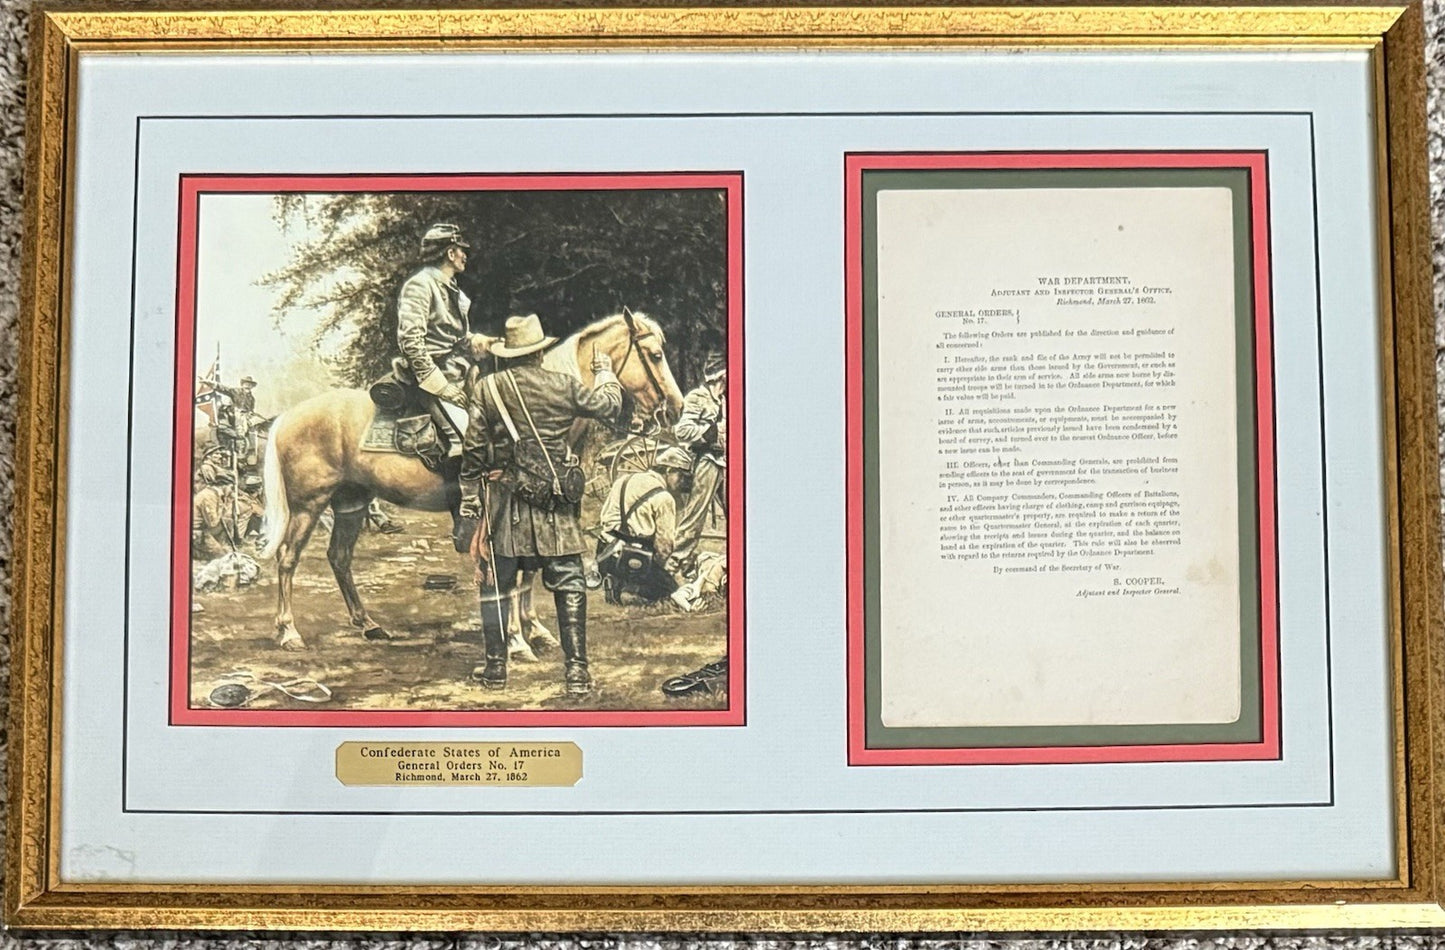 Confederate States of America
General Orders No. 17
Richmond, March 27, 1862
WAR DEPARTMENT,
ADJUTANT AND INSPECTOR GENERAL'S OFFICE,
Richmond, March 27, 1862.
GENERAL ORDERS, }
No. 17. }
The following Orders are published for the direction and guidance of
all concerned:
I. Hereafter, the rank and file of the Army will not be permitted to
carry other side arms than those issued by the Government, or such as
are appropriate to their arm of service. All side arms now borne by dis-
mounted troops will be turned in to the Ordnance Department, for which
a fair value will be paid.
II. All requisitions made upon the Ordnance Department for a new
issue of arms, accoutrements, or equipments, must be accompanied by
evidence that such articles previously issued have been condemned by a
board of survey, and turned over to the nearest Ordnance Officer, before
a new issue can be made.
III. Officers, other than Commanding Generals, are prohibited from
sending officers to the seat of government for the transaction of business
in person, as it may be done by correspondence.
IV. All Company Commanders, Commanding Officers of Battalions,
and other officers having charge of clothing, camp and garrison equipage,
or other quartermaster's property, are required to make a return of the
same to the Quartermaster General, at the expiration of each quarter,
showing the receipts and issues during the quarter, and the balance on
hand at the expiration of the quarter. This rule will also be observed
with regard to the returns required by the Ordnance Department.
By command of the Secretary of War.
S. COOPER,
Adjutant and Inspector General.